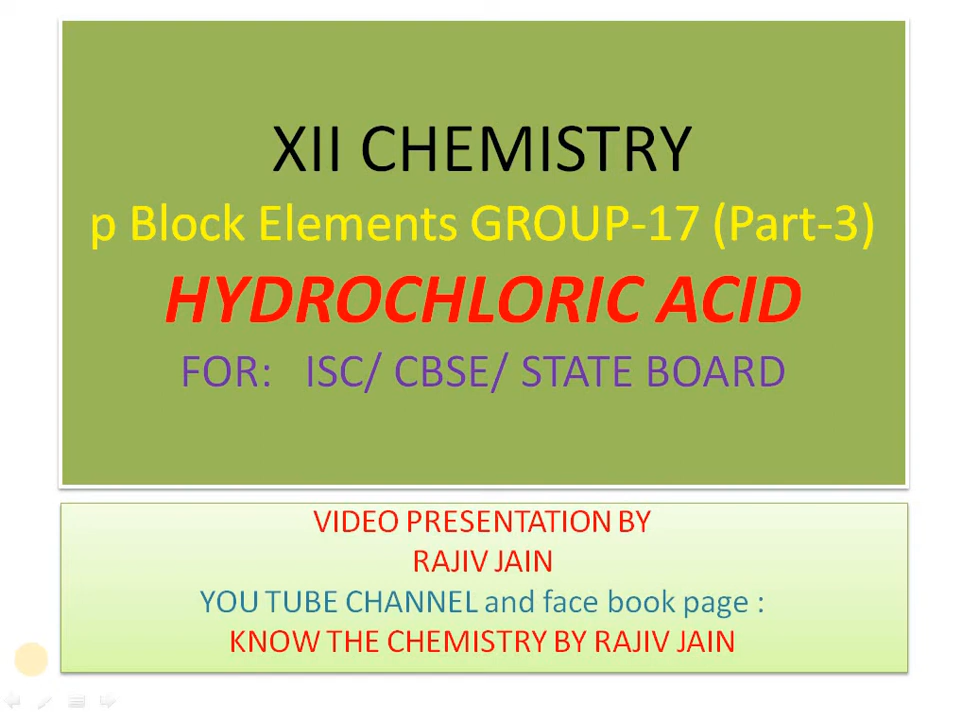 XII CHEMISTRY
p Block Elements GROUP-17 (Part-3)
HYDROCHLORIC ACID
FOR: ISC/ CBSE/ STATE BOARD
VIDEO PRESENTATION BY
RAJIV JAIN
YOU TUBE CHANNEL and face book page :
KNOW THE CHEMISTRY BY RAJIV JAIN